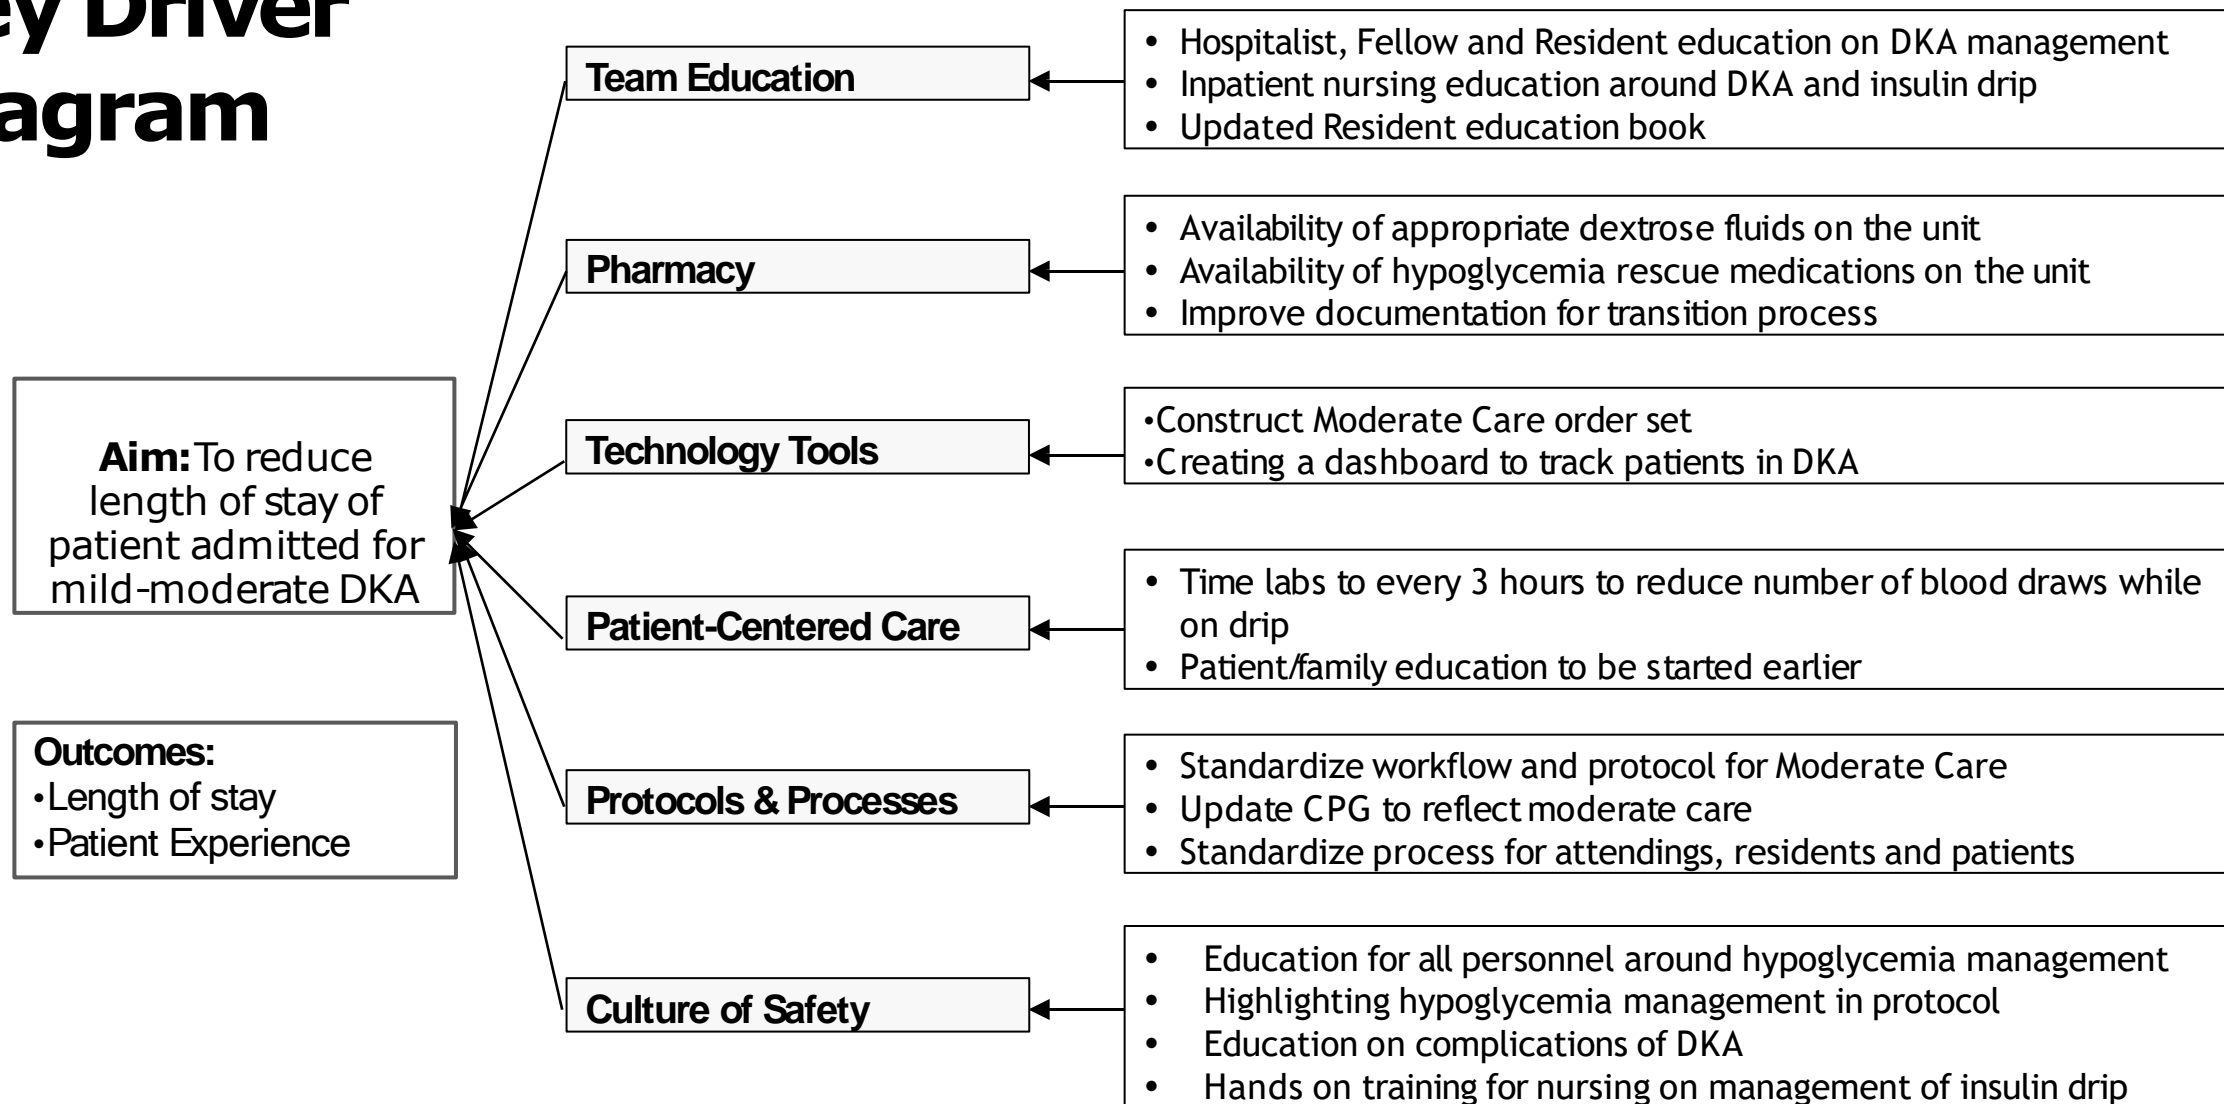 ey Driver
agram
Team Education
• Hospitalist, Fellow and Resident education on DKA management
• Inpatient nursing education around DKA and insulin drip
• Updated Resident education book
Pharmacy
• Availability of appropriate dextrose fluids on the unit
• Availability of hypoglycemia rescue medications on the unit
• Improve documentation for transition process
Technology Tools
•Construct Moderate Care order set
•Creating a dashboard to track patients in DKA
Aim: To reduce
length of stay of
patient admitted for
mild-moderate DKA
Patient-Centered Care
• Time labs to every 3 hours to reduce number of blood draws while
on drip
• Patient/family education to be started earlier
Outcomes:
•Length of stay
•Patient Experience
Protocols & Processes
• Standardize workflow and protocol for Moderate Care
• Update CPG to reflect moderate care
• Standardize process for attendings, residents and patients
Culture of Safety
• Education for all personnel around hypoglycemia management
• Highlighting hypoglycemia management in protocol
• Education on complications of DKA
• Hands on training for nursing on management of insulin drip